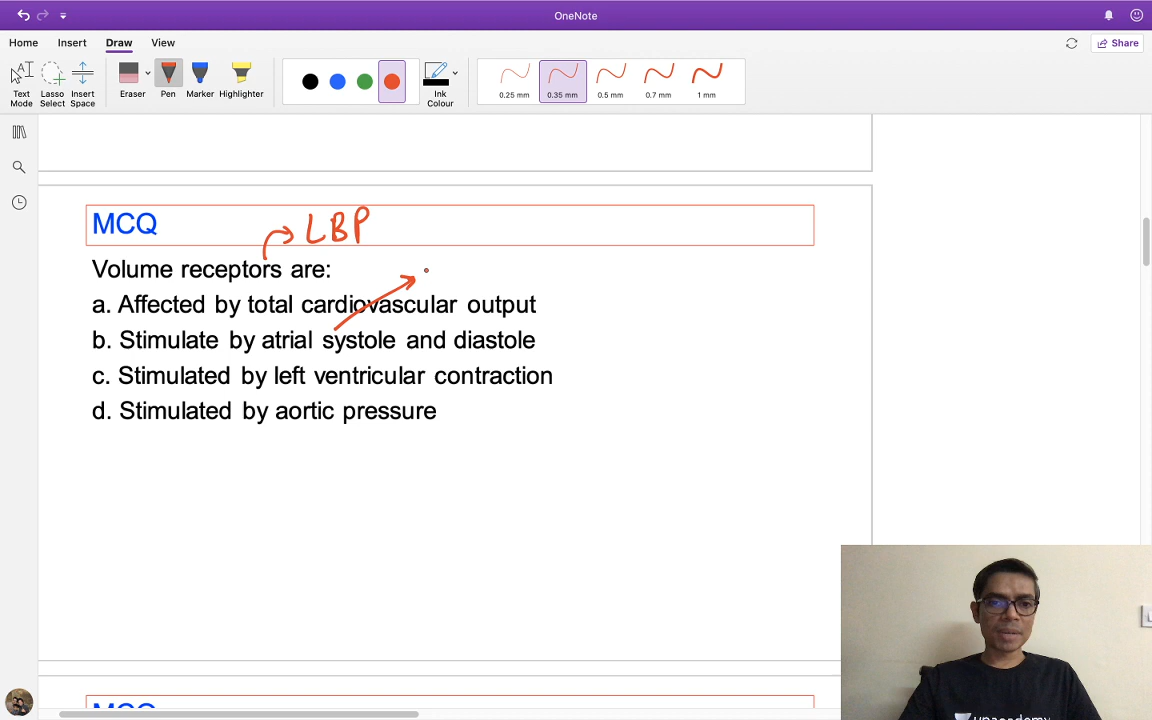 OneNote
Home Insert Draw View
Share
Text Mode
Lasso Select
Insert Space
Eraser
Pen
Marker
Highlighter
Ink Colour
0.25 mm
0.35 mm
0.5 mm
0.7 mm
1 mm
MCQ
LBP
Volume receptors are:
a. Affected by total cardiovascular output
b. Stimulate by atrial systole and diastole
c. Stimulated by left ventricular contraction
d. Stimulated by aortic pressure
MCQ